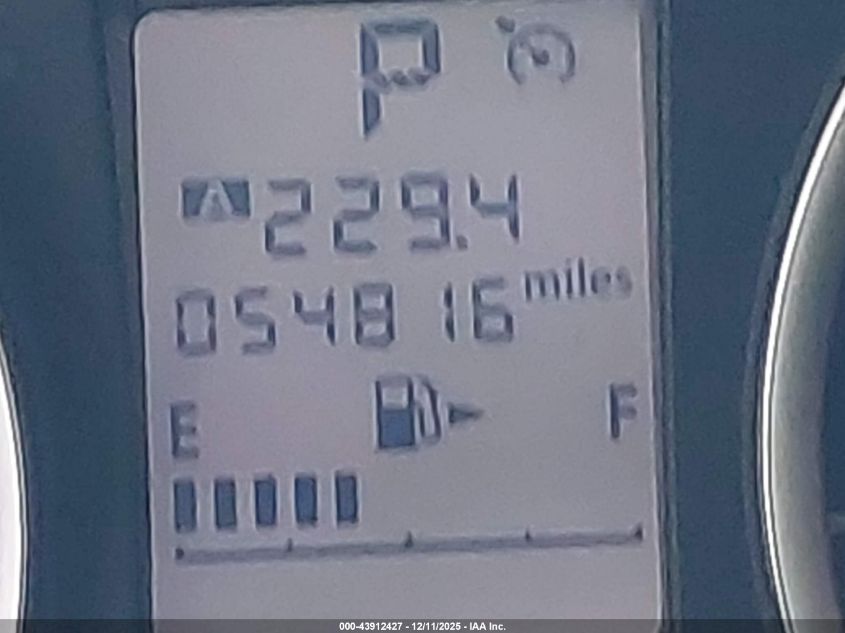 P
A 229.4
054816 miles
E F
000-43912427 - 12/11/2025 - IAA Inc.